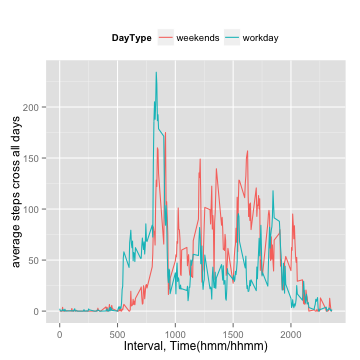 DayType weekends workday
200
150
100
50
0
0 500 1000 1500 2000
average steps cross all days
Interval, Time(hmm/hhmm)